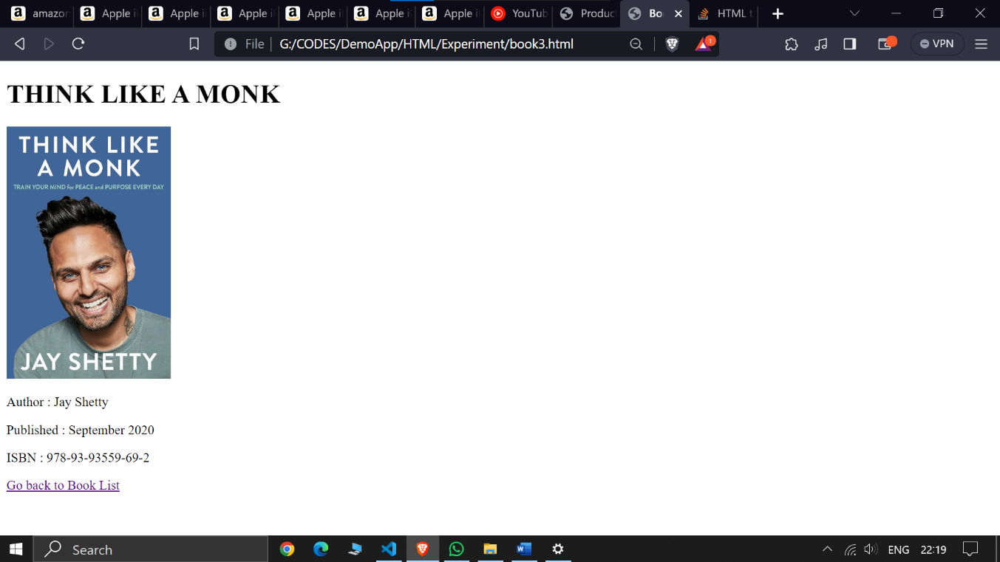 amazon
Apple i
Apple i
Apple i
Apple i
Apple i
Apple i
YouTub
Produc
Bo
HTML t
File
G:/CODES/DemoApp/HTML/Experiment/book3.html
1
VPN
THINK LIKE A MONK
THINK LIKE
A MONK
TRAIN YOUR MIND for PEACE and PURPOSE EVERY DAY
JAY SHETTY
Author : Jay Shetty
Published : September 2020
ISBN : 978-93-93559-69-2
Go back to Book List
Search
ENG
22:19